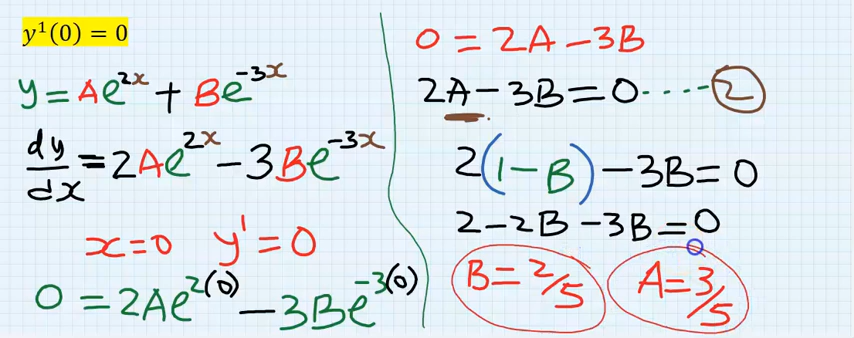 y¹(0) = 0
y = Ae^{2x} + Be^{-3x}
dy/dx = 2Ae^{2x} - 3Be^{-3x}
x=0 y' = 0
0 = 2Ae^{2(0)} - 3Be^{-3(0)}
0 = 2A - 3B
2A - 3B = 0 ····· 2
2(1 - B) - 3B = 0
2 - 2B - 3B = 0
B = 2/5 A = 3/5